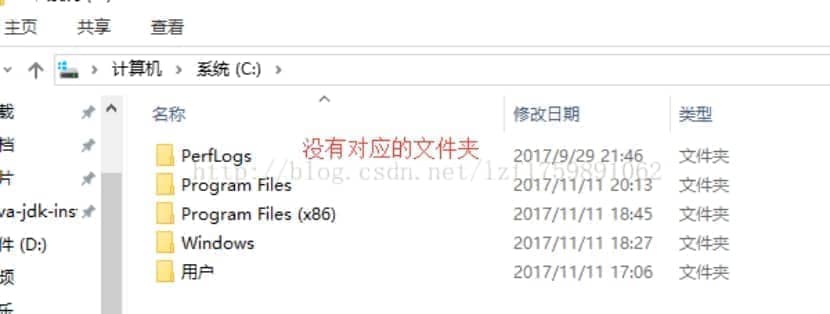 主页 共享 查看
计算机 系统 (C:)
名称 修改日期 类型
载
档
片
va-jdk-ins
件 (D:)
频
乐
没有对应的文件夹
PerfLogs 2017/9/29 21:46 文件夹
http://blog.csdn.net/lzf1759891062
Program Files 2017/11/11 20:13 文件夹
Program Files (x86) 2017/11/11 18:45 文件夹
Windows 2017/11/11 18:27 文件夹
用户 2017/11/11 17:06 文件夹